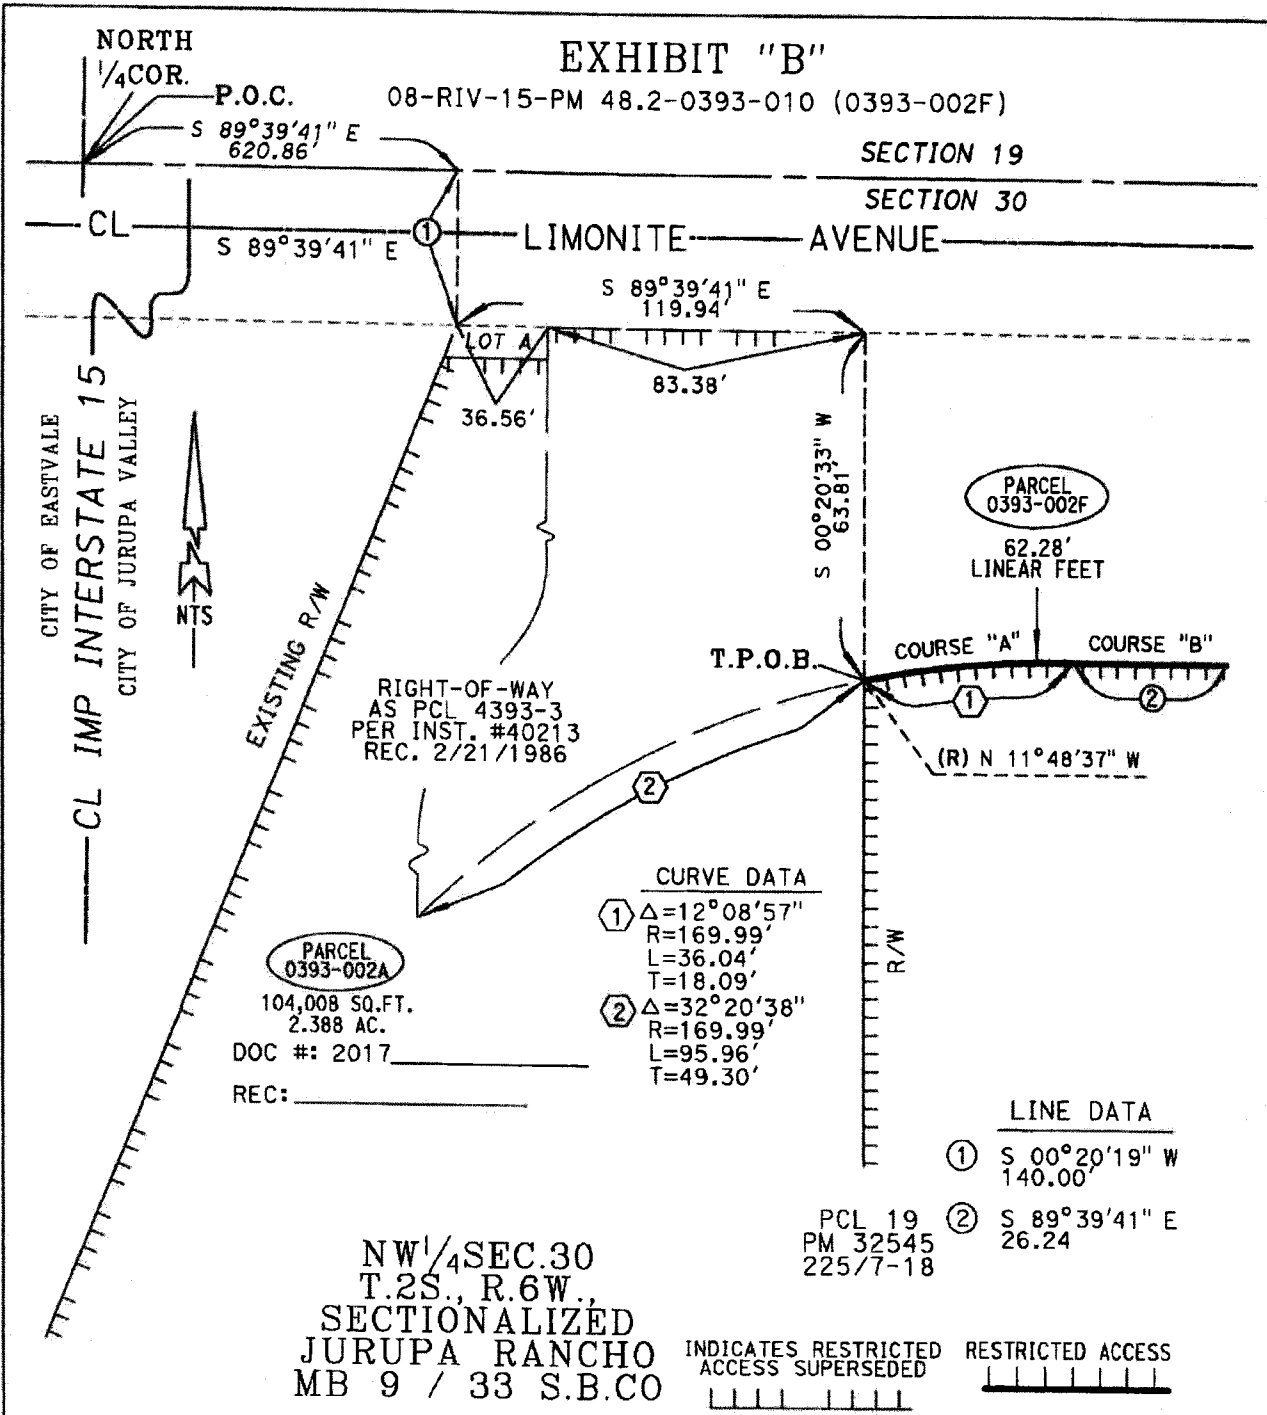 EXHIBIT "B"
08-RIV-15-PM 48.2-0393-010 (0393-002F)
NORTH
1/4 COR.
P.O.C.
S 89°39'41" E
620.86'
SECTION 19
SECTION 30
CL
1
LIMONITE
AVENUE
S 89°39'41" E
S 89°39'41" E
119.94'
LOT A
83.38'
36.56'
CITY OF EASTVALE
CL IMP INTERSTATE 15
CITY OF JURUPA VALLEY
NTS
S 00°20'33" W
63.81'
PARCEL
0393-002F
62.28'
LINEAR FEET
EXISTING R/W
T.P.O.B.
COURSE "A"
COURSE "B"
1
2
RIGHT-OF-WAY
AS PCL 4393-3
PER INST. #40213
REC. 2/21/1986
(R) N 11°48'37" W
2
CURVE DATA
1 Δ=12°08'57"
R=169.99'
L=36.04'
T=18.09'
2 Δ=32°20'38"
R=169.99'
L=95.96'
T=49.30'
R/W
PARCEL
0393-002A
104,008 SQ.FT.
2.388 AC.
DOC #: 2017
REC:
LINE DATA
1 S 00°20'19" W
140.00'
2 S 89°39'41" E
26.24
PCL 19
PM 32545
225/7-18
NW 1/4 SEC.30
T.2S., R.6W.,
SECTIONALIZED
JURUPA RANCHO
MB 9 / 33 S.B.CO
INDICATES RESTRICTED
ACCESS SUPERSEDED
RESTRICTED ACCESS